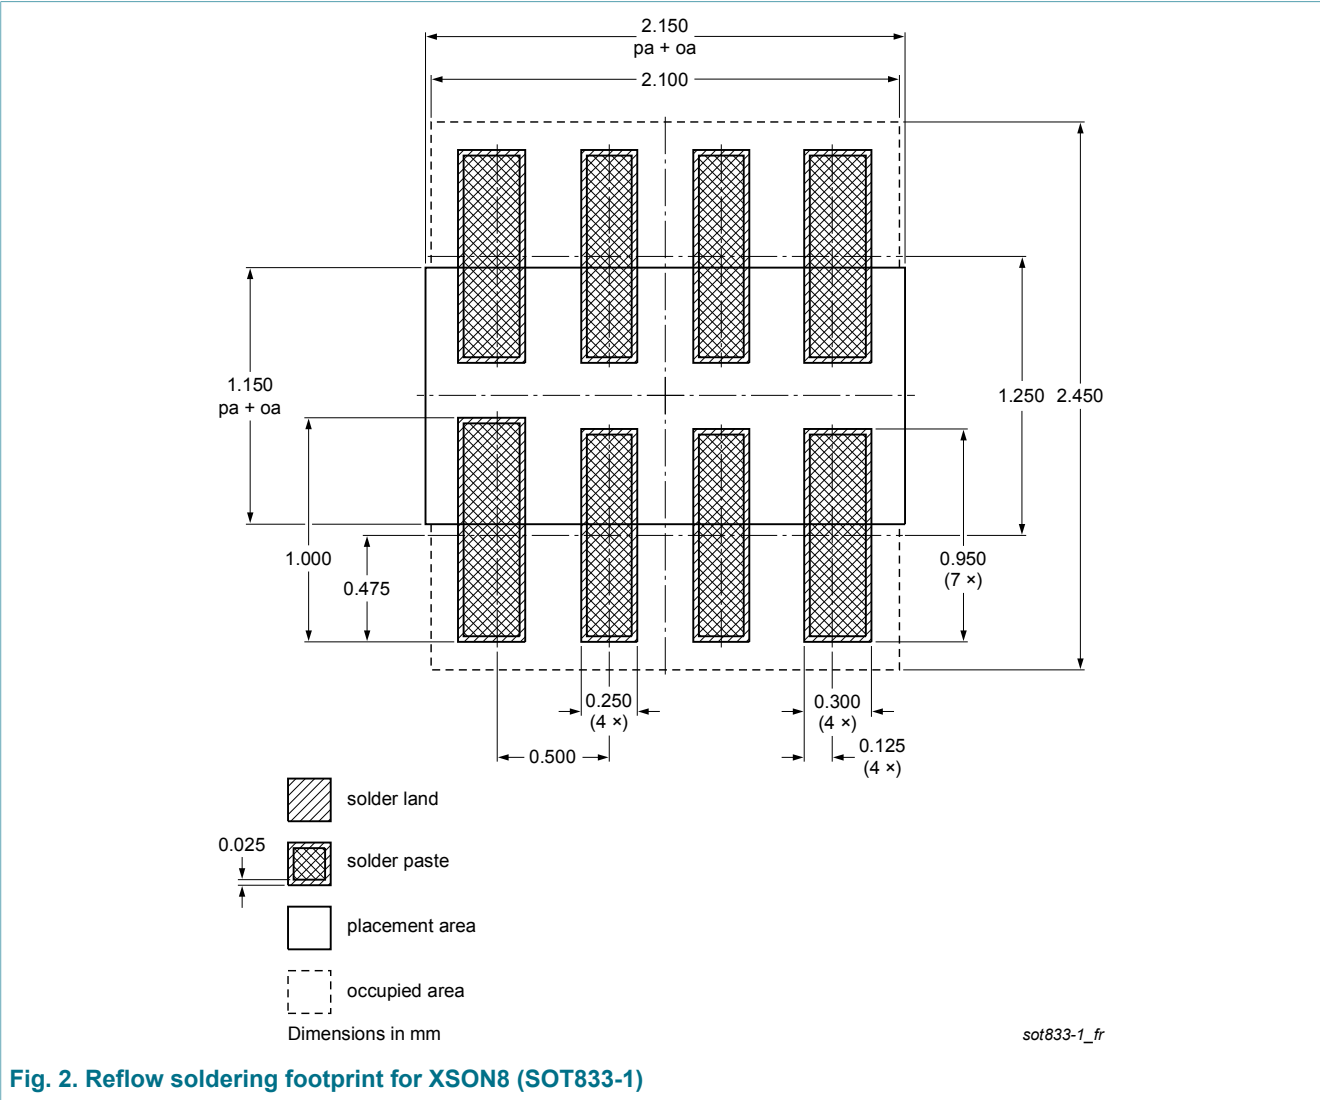 2.150
pa + oa
2.100
1.150
pa + oa
1.250 2.450
1.000
0.475
0.950
(7 ×)
0.250
(4 ×)
0.300
(4 ×)
0.500
0.125
(4 ×)
solder land
0.025
solder paste
placement area
occupied area
Dimensions in mm
sot833-1_fr
Fig. 2. Reflow soldering footprint for XSON8 (SOT833-1)